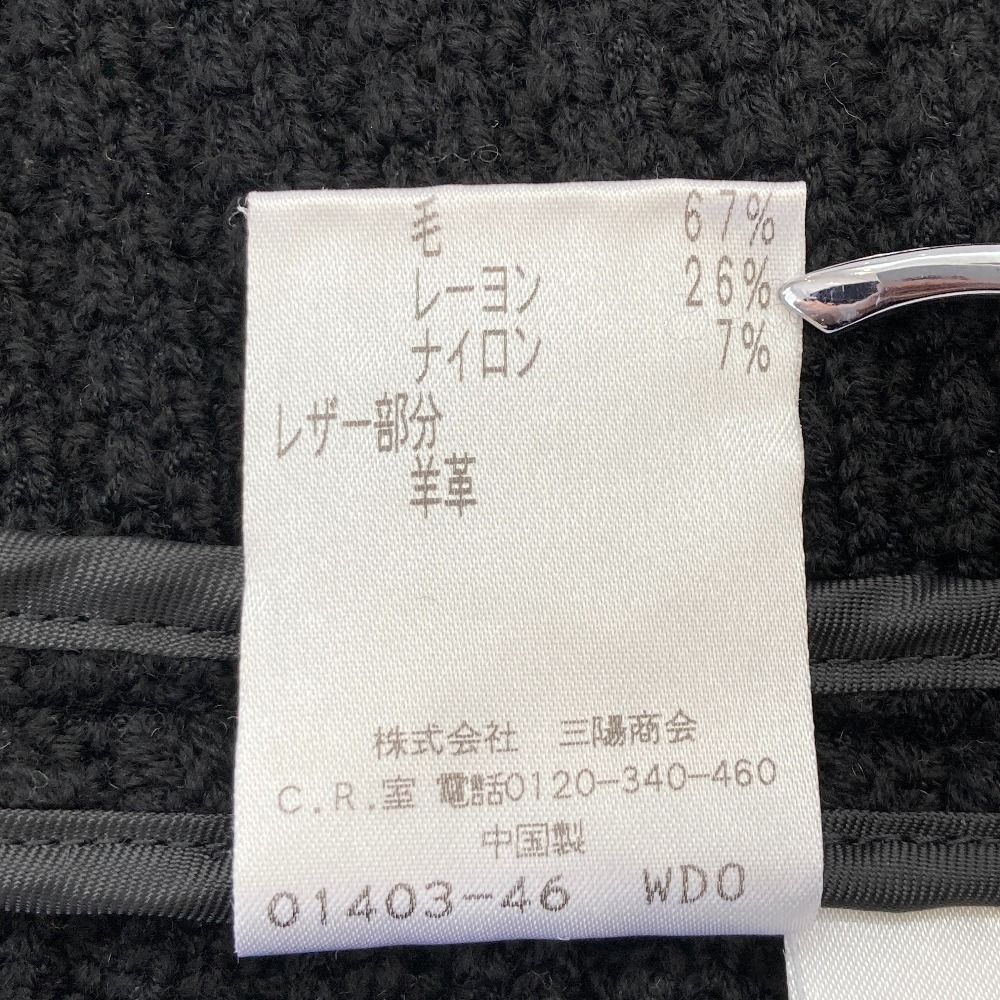 毛 67%
レーヨン 26%
ナイロン 7%
レザー部分
羊革
株式会社 三陽商会
C.R.室 電話0120-340-460
中国製
01403-46 WDO